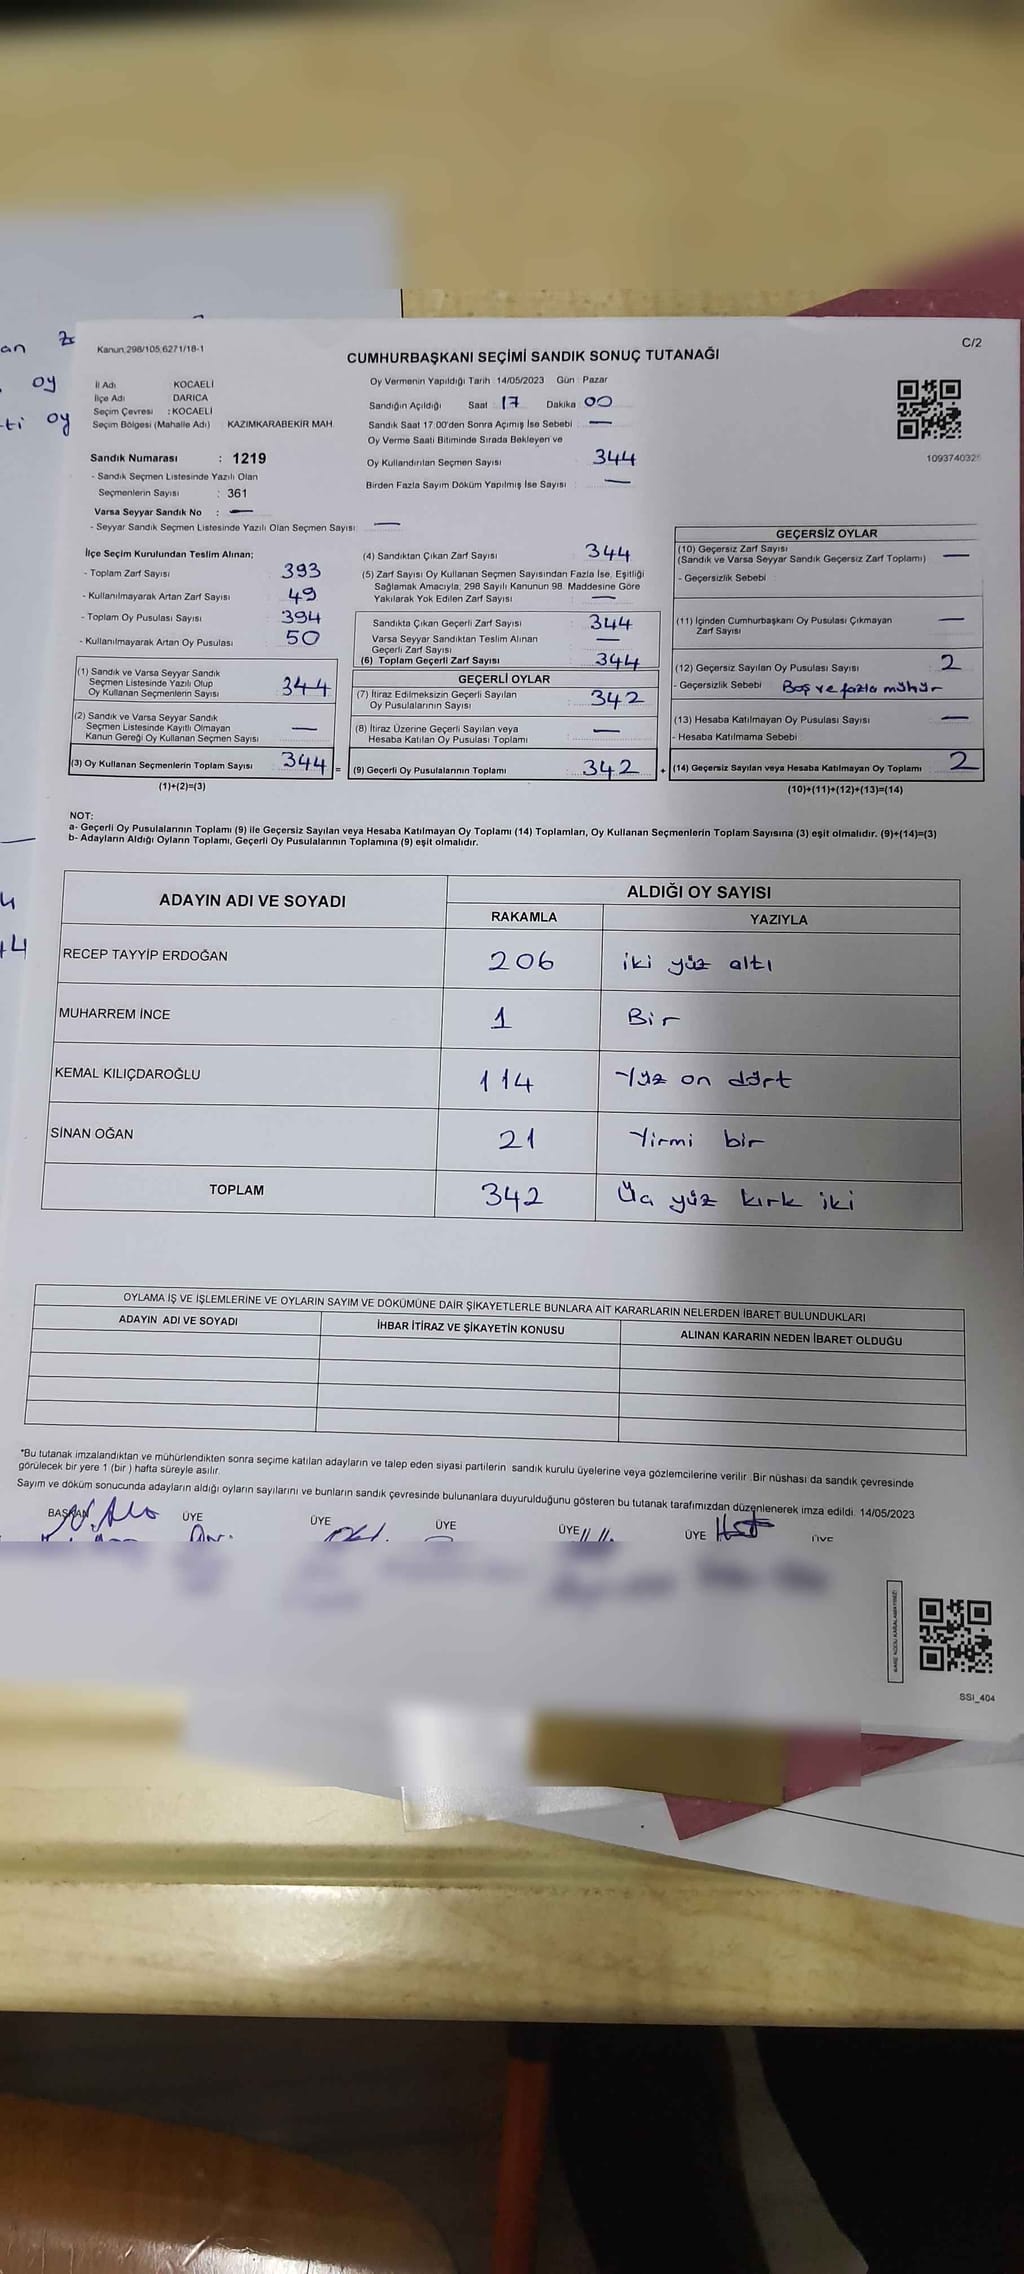 an
oy
ti oy
Kanun;298/105,6271/18-1
C/2
CUMHURBAŞKANI SEÇİMİ SANDIK SONUÇ TUTANAĞI
İl Adı KOCAELİ
İlçe Adı DARICA
Seçim Çevresi : KOCAELİ
Seçim Bölgesi (Mahalle Adı) KAZIMKARABEKİR MAH.
Sandık Numarası : 1219
- Sandık Seçmen Listesinde Yazılı Olan
Seçmenlerin Sayısı : 361
Varsa Seyyar Sandık No : —
- Seyyar Sandık Seçmen Listesinde Yazılı Olan Seçmen Sayısı : —
Oy Vermenin Yapıldığı Tarih 14/05/2023 Gün Pazar
Sandığın Açıldığı Saat : 17 Dakika 00
Sandık Saat 17.00'den Sonra Açılmış İse Sebebi —
Oy Verme Saati Bitiminde Sırada Bekleyen ve
Oy Kullandırılan Seçmen Sayısı 344
Birden Fazla Sayım Döküm Yapılmış İse Sayısı —
109374032
İlçe Seçim Kurulundan Teslim Alınan;
- Toplam Zarf Sayısı 393
- Kullanılmayarak Artan Zarf Sayısı 49
- Toplam Oy Pusulası Sayısı 394
- Kullanılmayarak Artan Oy Pusulası 50
(1) Sandık ve Varsa Seyyar Sandık
Seçmen Listesinde Yazılı Olup
Oy Kullanan Seçmenlerin Sayısı 344
(2) Sandık ve Varsa Seyyar Sandık
Seçmen Listesinde Kayıtlı Olmayan
Kanun Gereği Oy Kullanan Seçmen Sayısı —
(3) Oy Kullanan Seçmenlerin Toplam Sayısı 344 =
(1)+(2)=(3)
(4) Sandıktan Çıkan Zarf Sayısı 344
(5) Zarf Sayısı Oy Kullanan Seçmen Sayısından Fazla İse, Eşitliği
Sağlamak Amacıyla, 298 Sayılı Kanunun 98. Maddesine Göre
Yakılarak Yok Edilen Zarf Sayısı —
Sandıkta Çıkan Geçerli Zarf Sayısı 344
Varsa Seyyar Sandıktan Teslim Alınan
Geçerli Zarf Sayısı —
(6) Toplam Geçerli Zarf Sayısı 344
GEÇERLİ OYLAR
(7) İtiraz Edilmeksizin Geçerli Sayılan
Oy Pusulalarının Sayısı 342
(8) İtiraz Üzerine Geçerli Sayılan veya
Hesaba Katılan Oy Pusulası Toplamı —
(9) Geçerli Oy Pusulalarının Toplamı 342 +
GEÇERSİZ OYLAR
(10) Geçersiz Zarf Sayısı
(Sandık ve Varsa Seyyar Sandık Geçersiz Zarf Toplamı) —
- Geçersizlik Sebebi
(11) İçinden Cumhurbaşkanı Oy Pusulası Çıkmayan
Zarf Sayısı —
(12) Geçersiz Sayılan Oy Pusulası Sayısı 2
- Geçersizlik Sebebi Boş ve fazla mühür
(13) Hesaba Katılmayan Oy Pusulası Sayısı —
- Hesaba Katılmama Sebebi
(14) Geçersiz Sayılan veya Hesaba Katılmayan Oy Toplamı 2
(10)+(11)+(12)+(13)=(14)
NOT:
a- Geçerli Oy Pusulalarının Toplamı (9) ile Geçersiz Sayılan veya Hesaba Katılmayan Oy Toplamı (14) Toplamları, Oy Kullanan Seçmenlerin Toplam Sayısına (3) eşit olmalıdır. (9)+(14)=(3)
b- Adayların Aldığı Oyların Toplamı, Geçerli Oy Pusulalarının Toplamına (9) eşit olmalıdır.
ADAYIN ADI VE SOYADI ALDIĞI OY SAYISI
RAKAMLA YAZIYLA
RECEP TAYYİP ERDOĞAN 206 iki yüz altı
MUHARREM İNCE 1 Bir
KEMAL KILIÇDAROĞLU 114 Yüz on dört
SİNAN OĞAN 21 Yirmi bir
TOPLAM 342 Üç yüz kırk iki
OYLAMA İŞ VE İŞLEMLERİNE VE OYLARIN SAYIM VE DÖKÜMÜNE DAİR ŞİKAYETLERLE BUNLARA AİT KARARLARIN NELERDEN İBARET BULUNDUKLARI
ADAYIN ADI VE SOYADI İHBAR İTİRAZ VE ŞİKAYETİN KONUSU ALINAN KARARIN NEDEN İBARET OLDUĞU
*Bu tutanak imzalandıktan ve mühürlendikten sonra seçime katılan adayların ve talep eden siyasi partilerin sandık kurulu üyelerine veya gözlemcilerine verilir. Bir nüshası da sandık çevresinde
görülecek bir yere 1 (bir) hafta süreyle asılır.
Sayım ve döküm sonucunda adayların aldığı oyların sayılarını ve bunların sandık çevresinde bulunanlara duyurulduğunu gösteren bu tutanak tarafımızdan düzenlenerek imza edildi. 14/05/2023
BAŞKAN ÜYE ÜYE ÜYE ÜYE ÜYE ÜYE
SSI_404